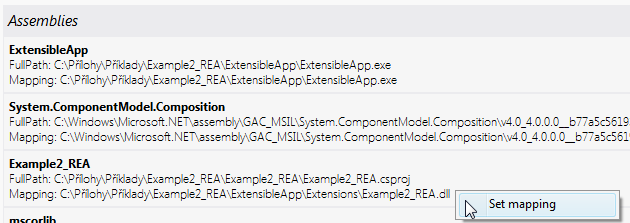 Assemblies
ExtensibleApp
FullPath: C:\Přílohy\Příklady\Example2_REA\ExtensibleApp\ExtensibleApp.exe
Mapping: C:\Přílohy\Příklady\Example2_REA\ExtensibleApp\ExtensibleApp.exe
System.ComponentModel.Composition
FullPath: C:\Windows\Microsoft.NET\assembly\GAC_MSIL\System.ComponentModel.Composition\v4.0_4.0.0.0__b77a5c5619
Mapping: C:\Windows\Microsoft.NET\assembly\GAC_MSIL\System.ComponentModel.Composition\v4.0_4.0.0.0__b77a5c5619
Example2_REA
FullPath: C:\Přílohy\Příklady\Example2_REA\Example2_REA\Example2_REA.csproj
Mapping: C:\Přílohy\Příklady\Example2_REA\ExtensibleApp\Extensions\Example2_REA.dll
Set mapping
mscorlib